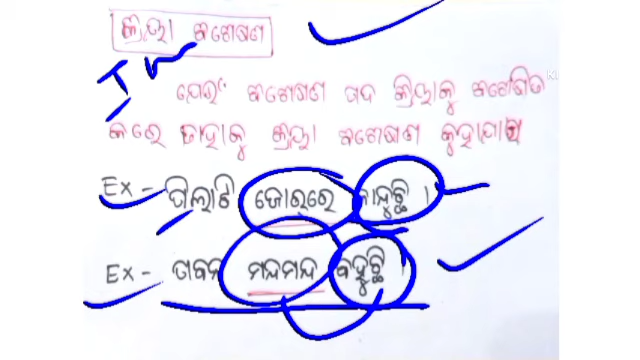 କ୍ରିୟା ବିଶେଷଣ
ଯେଉଁ ବିଶେଷଣ ପଦ କ୍ରିୟାକୁ ବିଶେଷିତ
କରେ ତାହାକୁ କ୍ରିୟା ବିଶେଷଣ କୁହାଯାଏ
Ex - ପିଲାଟି ଜୋରରେ କାନ୍ଦୁଛି ।
Ex - ପବନ ମନ୍ଦମନ୍ଦ ବହୁଛି